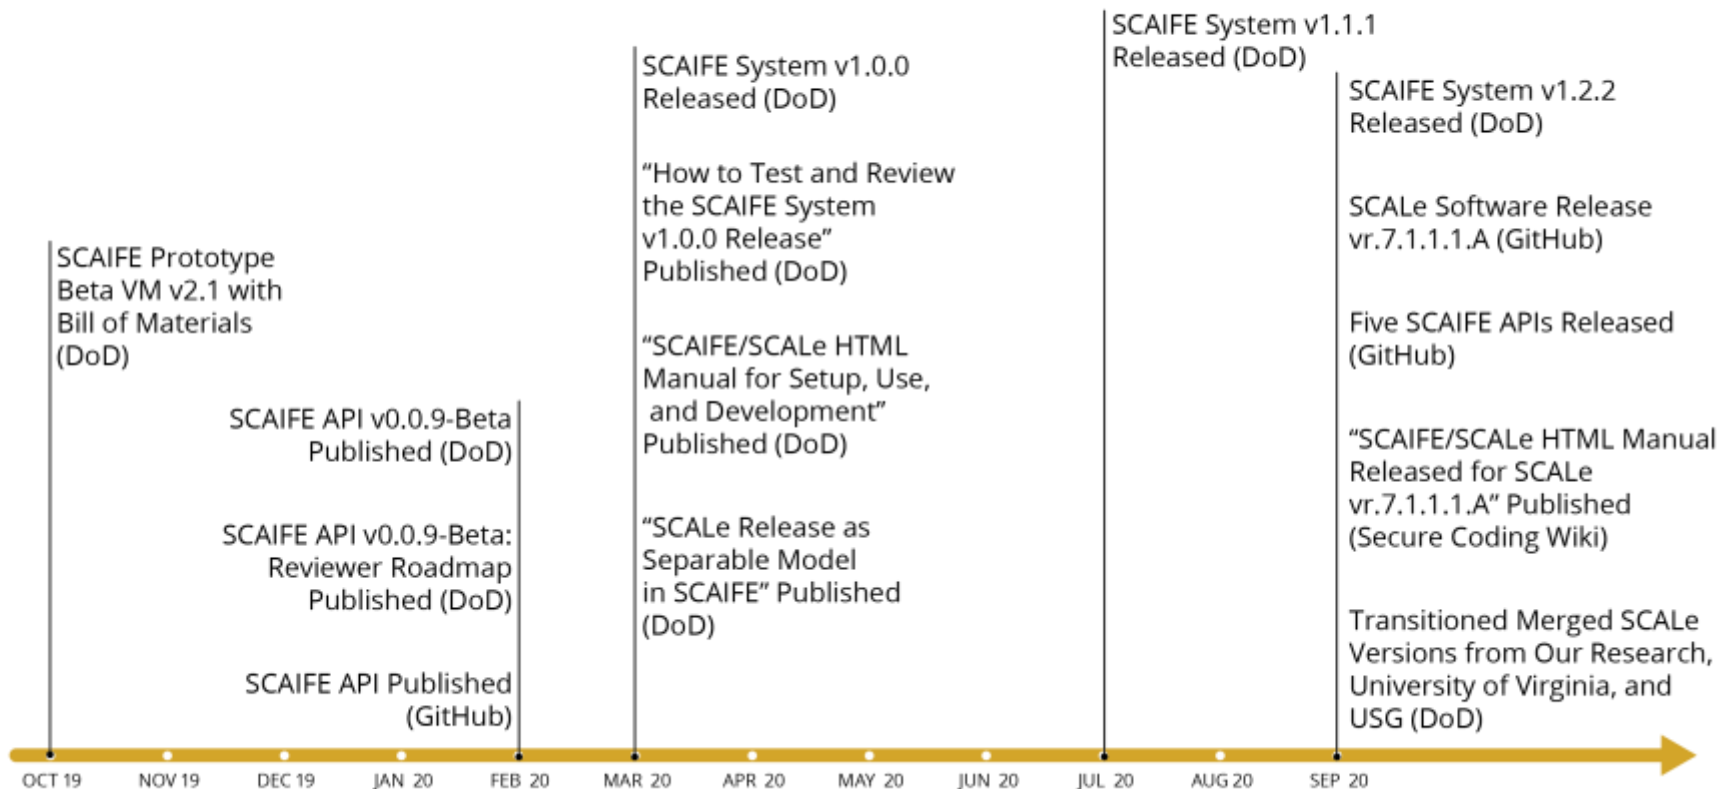 SCAIFE Prototype
Beta VM v2.1 with
Bill of Materials
(DoD)
SCAIFE API v0.0.9-Beta
Published (DoD)
SCAIFE API v0.0.9-Beta:
Reviewer Roadmap
Published (DoD)
SCAIFE API Published
(GitHub)
SCAIFE System v1.0.0
Released (DoD)
“How to Test and Review
the SCAIFE System
v1.0.0 Release”
Published (DoD)
“SCAIFE/SCALe HTML
Manual for Setup, Use,
and Development”
Published (DoD)
“SCALe Release as
Separable Model
in SCAIFE” Published
(DoD)
SCAIFE System v1.1.1
Released (DoD)
SCAIFE System v1.2.2
Released (DoD)
SCALe Software Release
vr.7.1.1.1.A (GitHub)
Five SCAIFE APIs Released
(GitHub)
“SCAIFE/SCALe HTML Manual
Released for SCALe
vr.7.1.1.1.A” Published
(Secure Coding Wiki)
Transitioned Merged SCALe
Versions from Our Research,
University of Virginia, and
USG (DoD)
OCT 19 NOV 19 DEC 19 JAN 20 FEB 20 MAR 20 APR 20 MAY 20 JUN 20 JUL 20 AUG 20 SEP 20